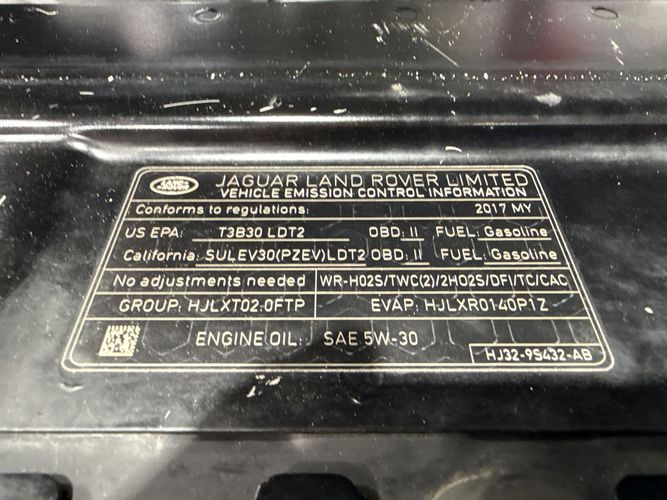 LAND ROVER
JAGUAR LAND ROVER LIMITED
VEHICLE EMISSION CONTROL INFORMATION
Conforms to regulations: 2017 MY
US EPA: T3B30 LDT2 OBD: II FUEL: Gasoline
California: SULEV30(PZEV)LDT2 OBD: II FUEL: Gasoline
No adjustments needed WR-HO2S/TWC(2)/2HO2S/DFI/TC/CAC
GROUP: HJLXT02.0FTP EVAP: HJLXR0140P1Z
ENGINE OIL: SAE 5W-30
HJ32-9S432-AB